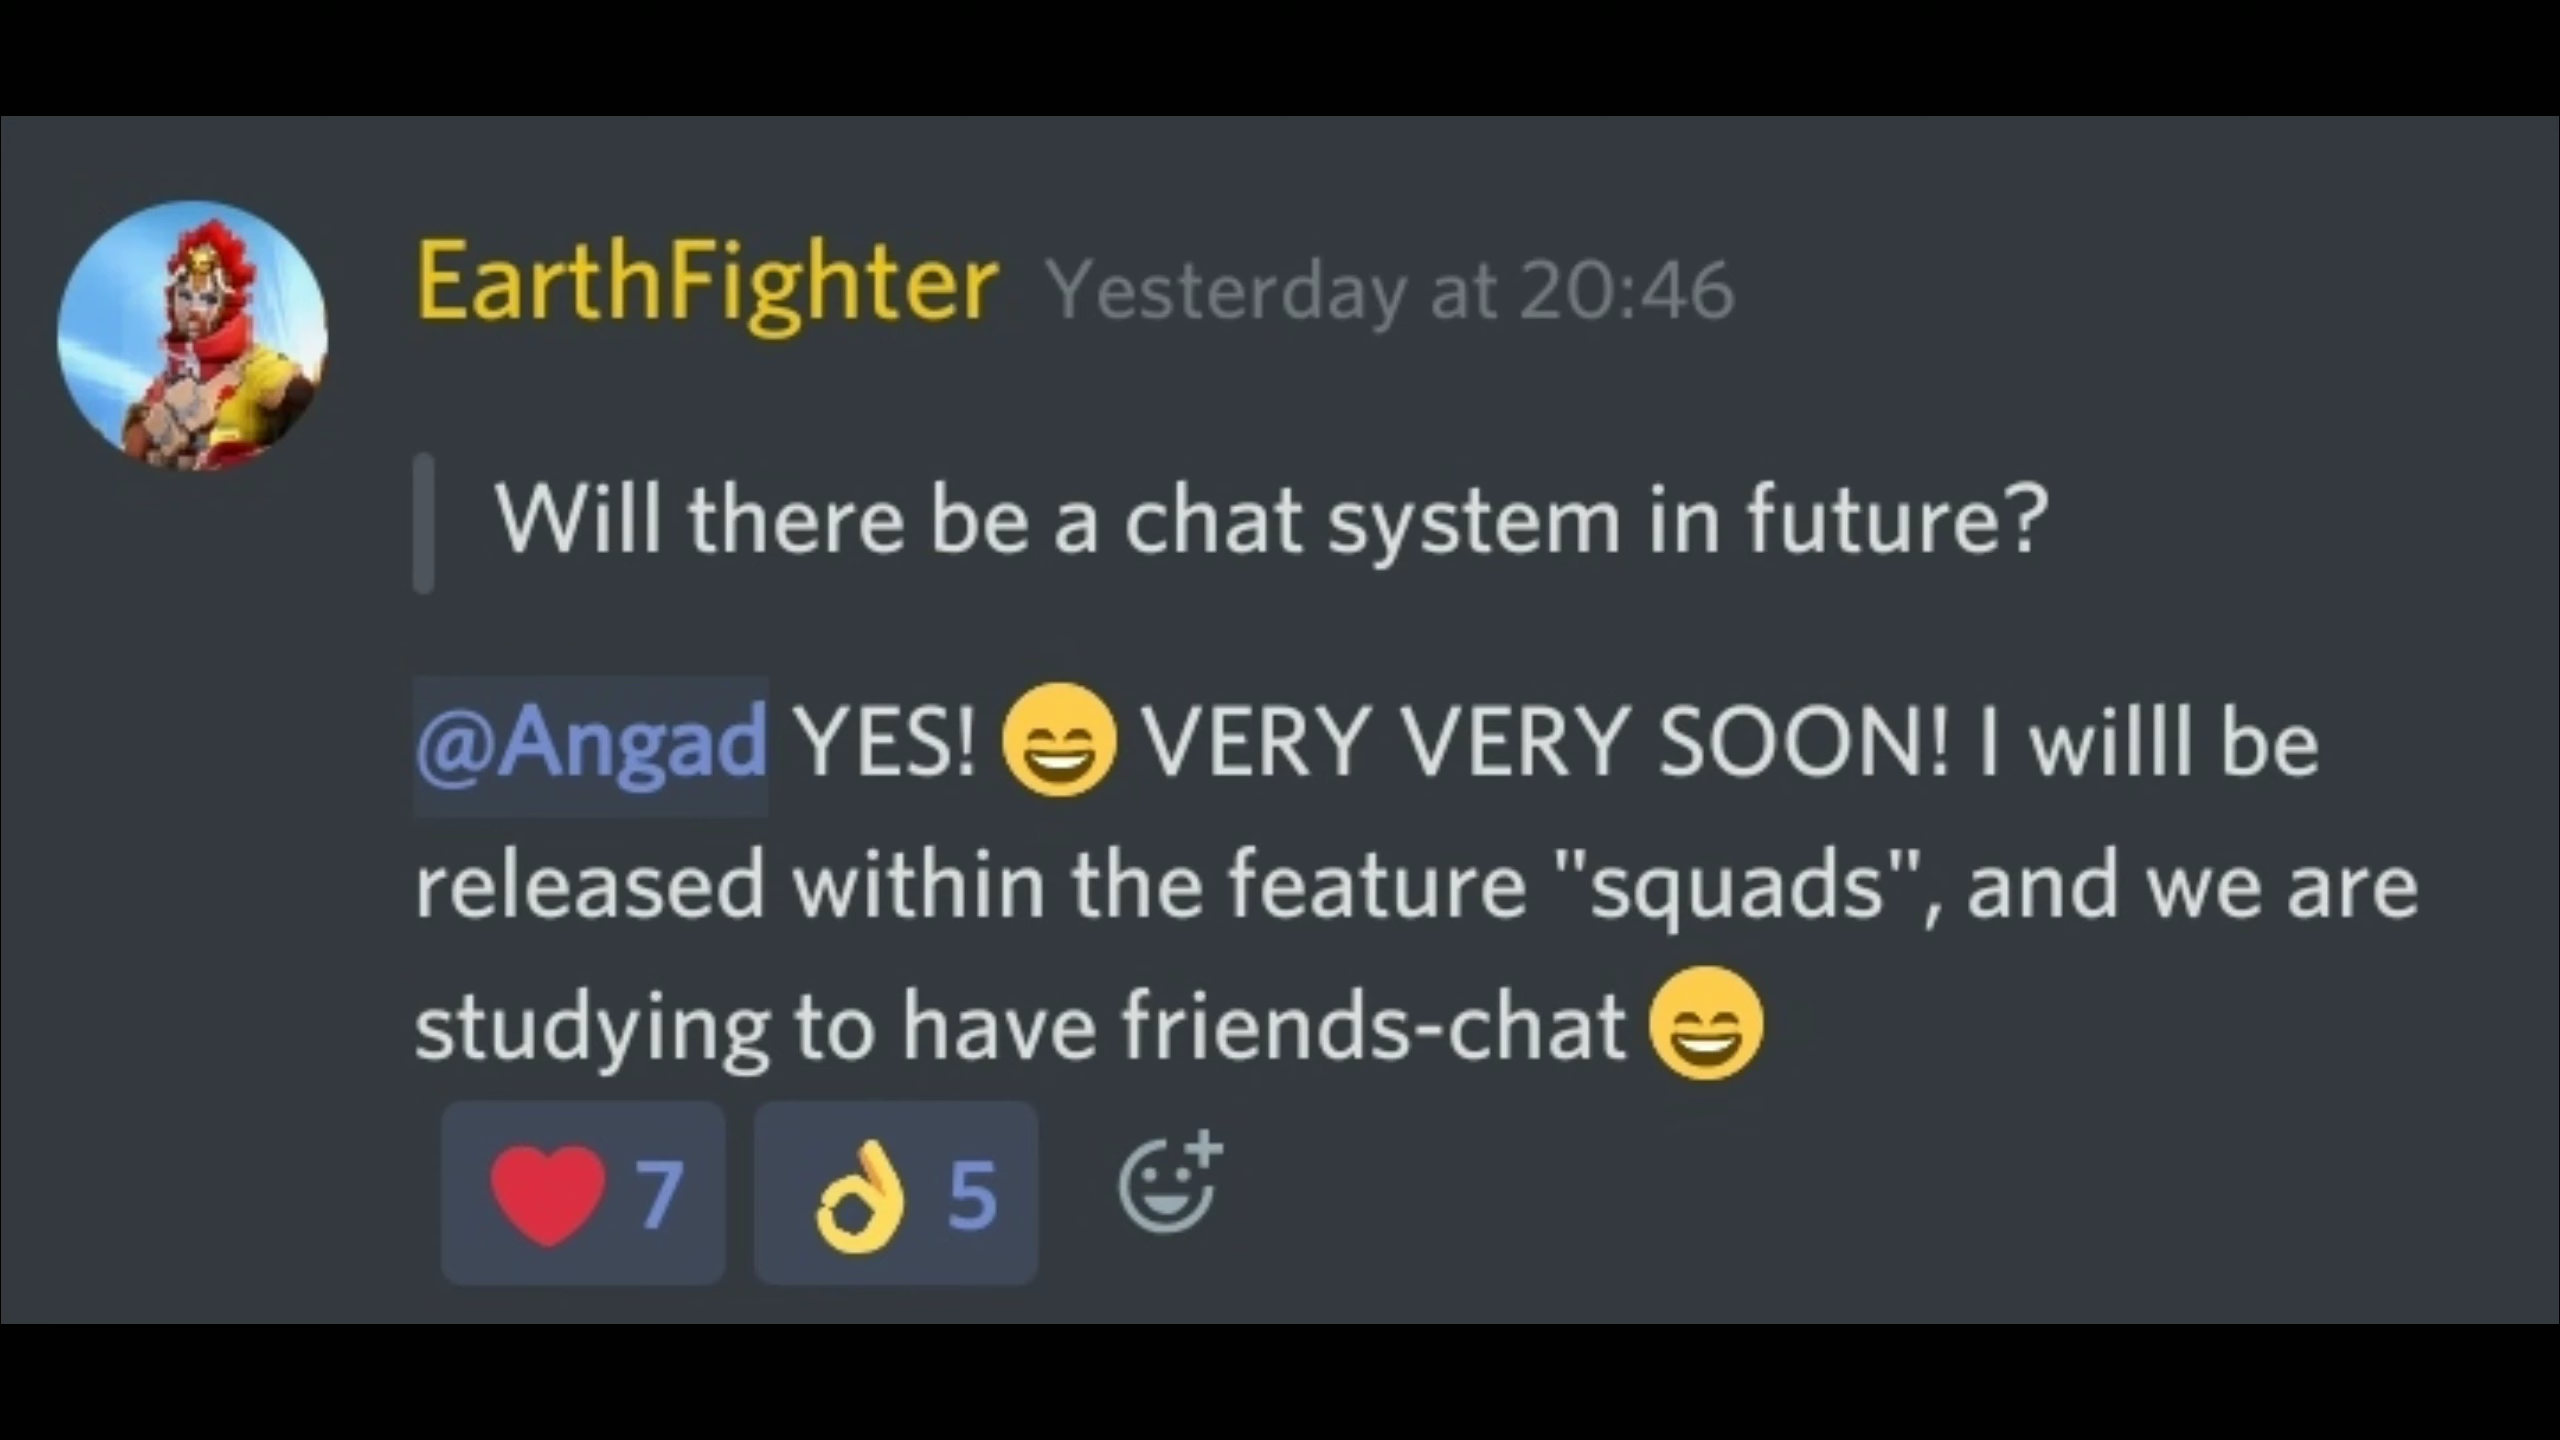 EarthFighter Yesterday at 20:46
Will there be a chat system in future?
@Angad YES! 😄 VERY VERY SOON! I willl be
released within the feature "squads", and we are
studying to have friends-chat 😄
❤️ 7 👌 5